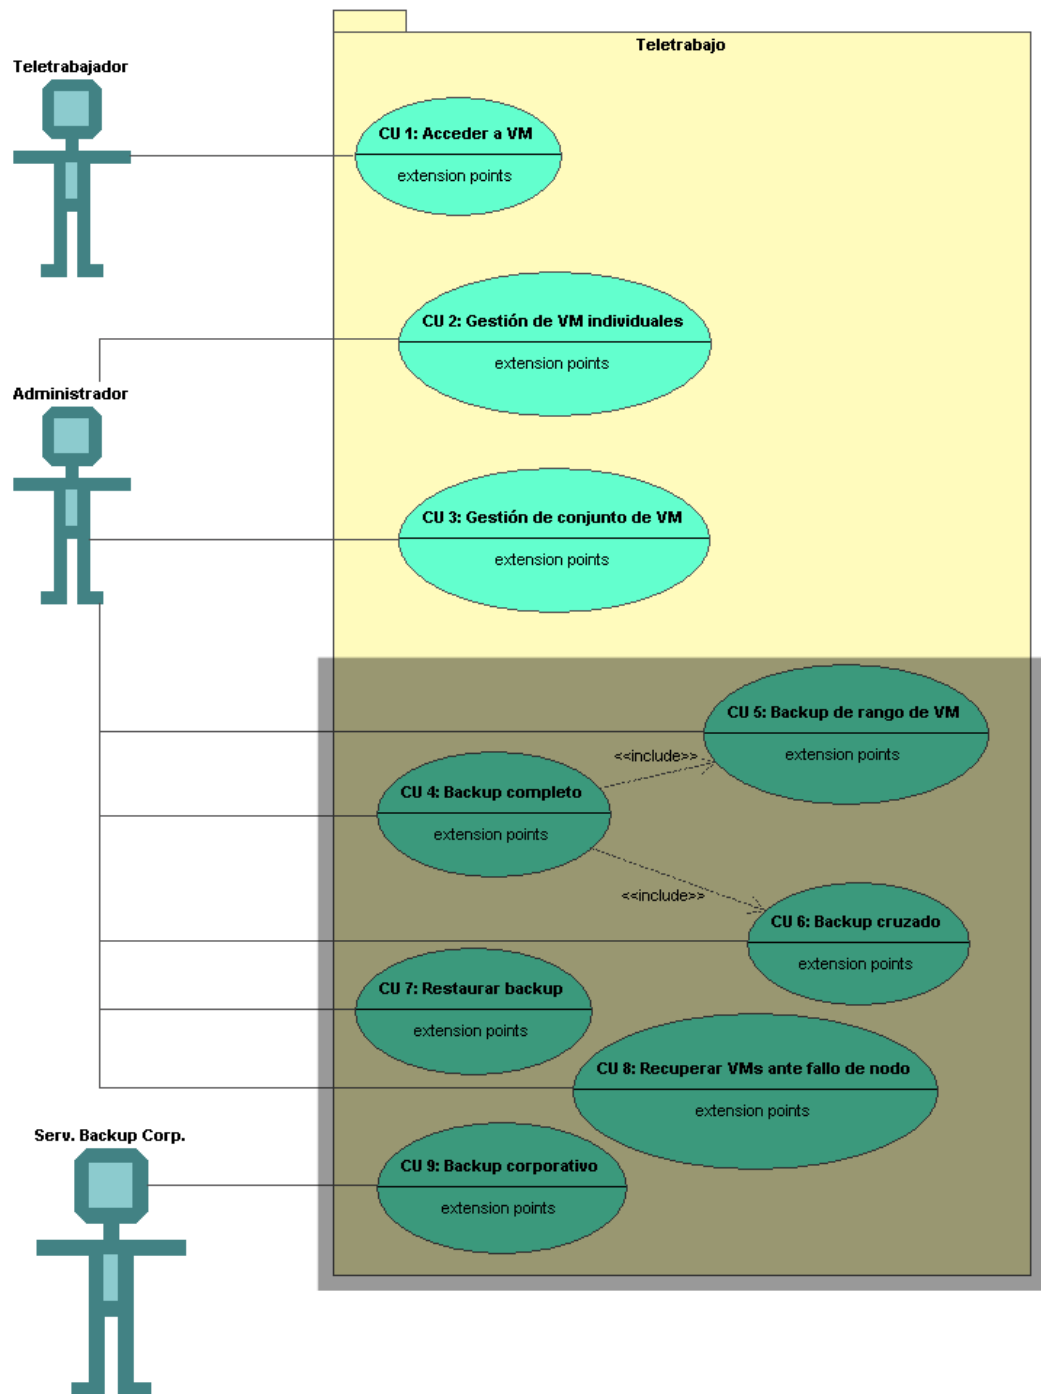 Teletrabajo
Teletrabajador
CU 1: Acceder a VM
extension points
CU 2: Gestión de VM individuales
extension points
Administrador
CU 3: Gestión de conjunto de VM
extension points
CU 5: Backup de rango de VM
extension points
<<include>>
CU 4: Backup completo
extension points
<<include>>
CU 6: Backup cruzado
extension points
CU 7: Restaurar backup
extension points
CU 8: Recuperar VMs ante fallo de nodo
extension points
Serv. Backup Corp.
CU 9: Backup corporativo
extension points